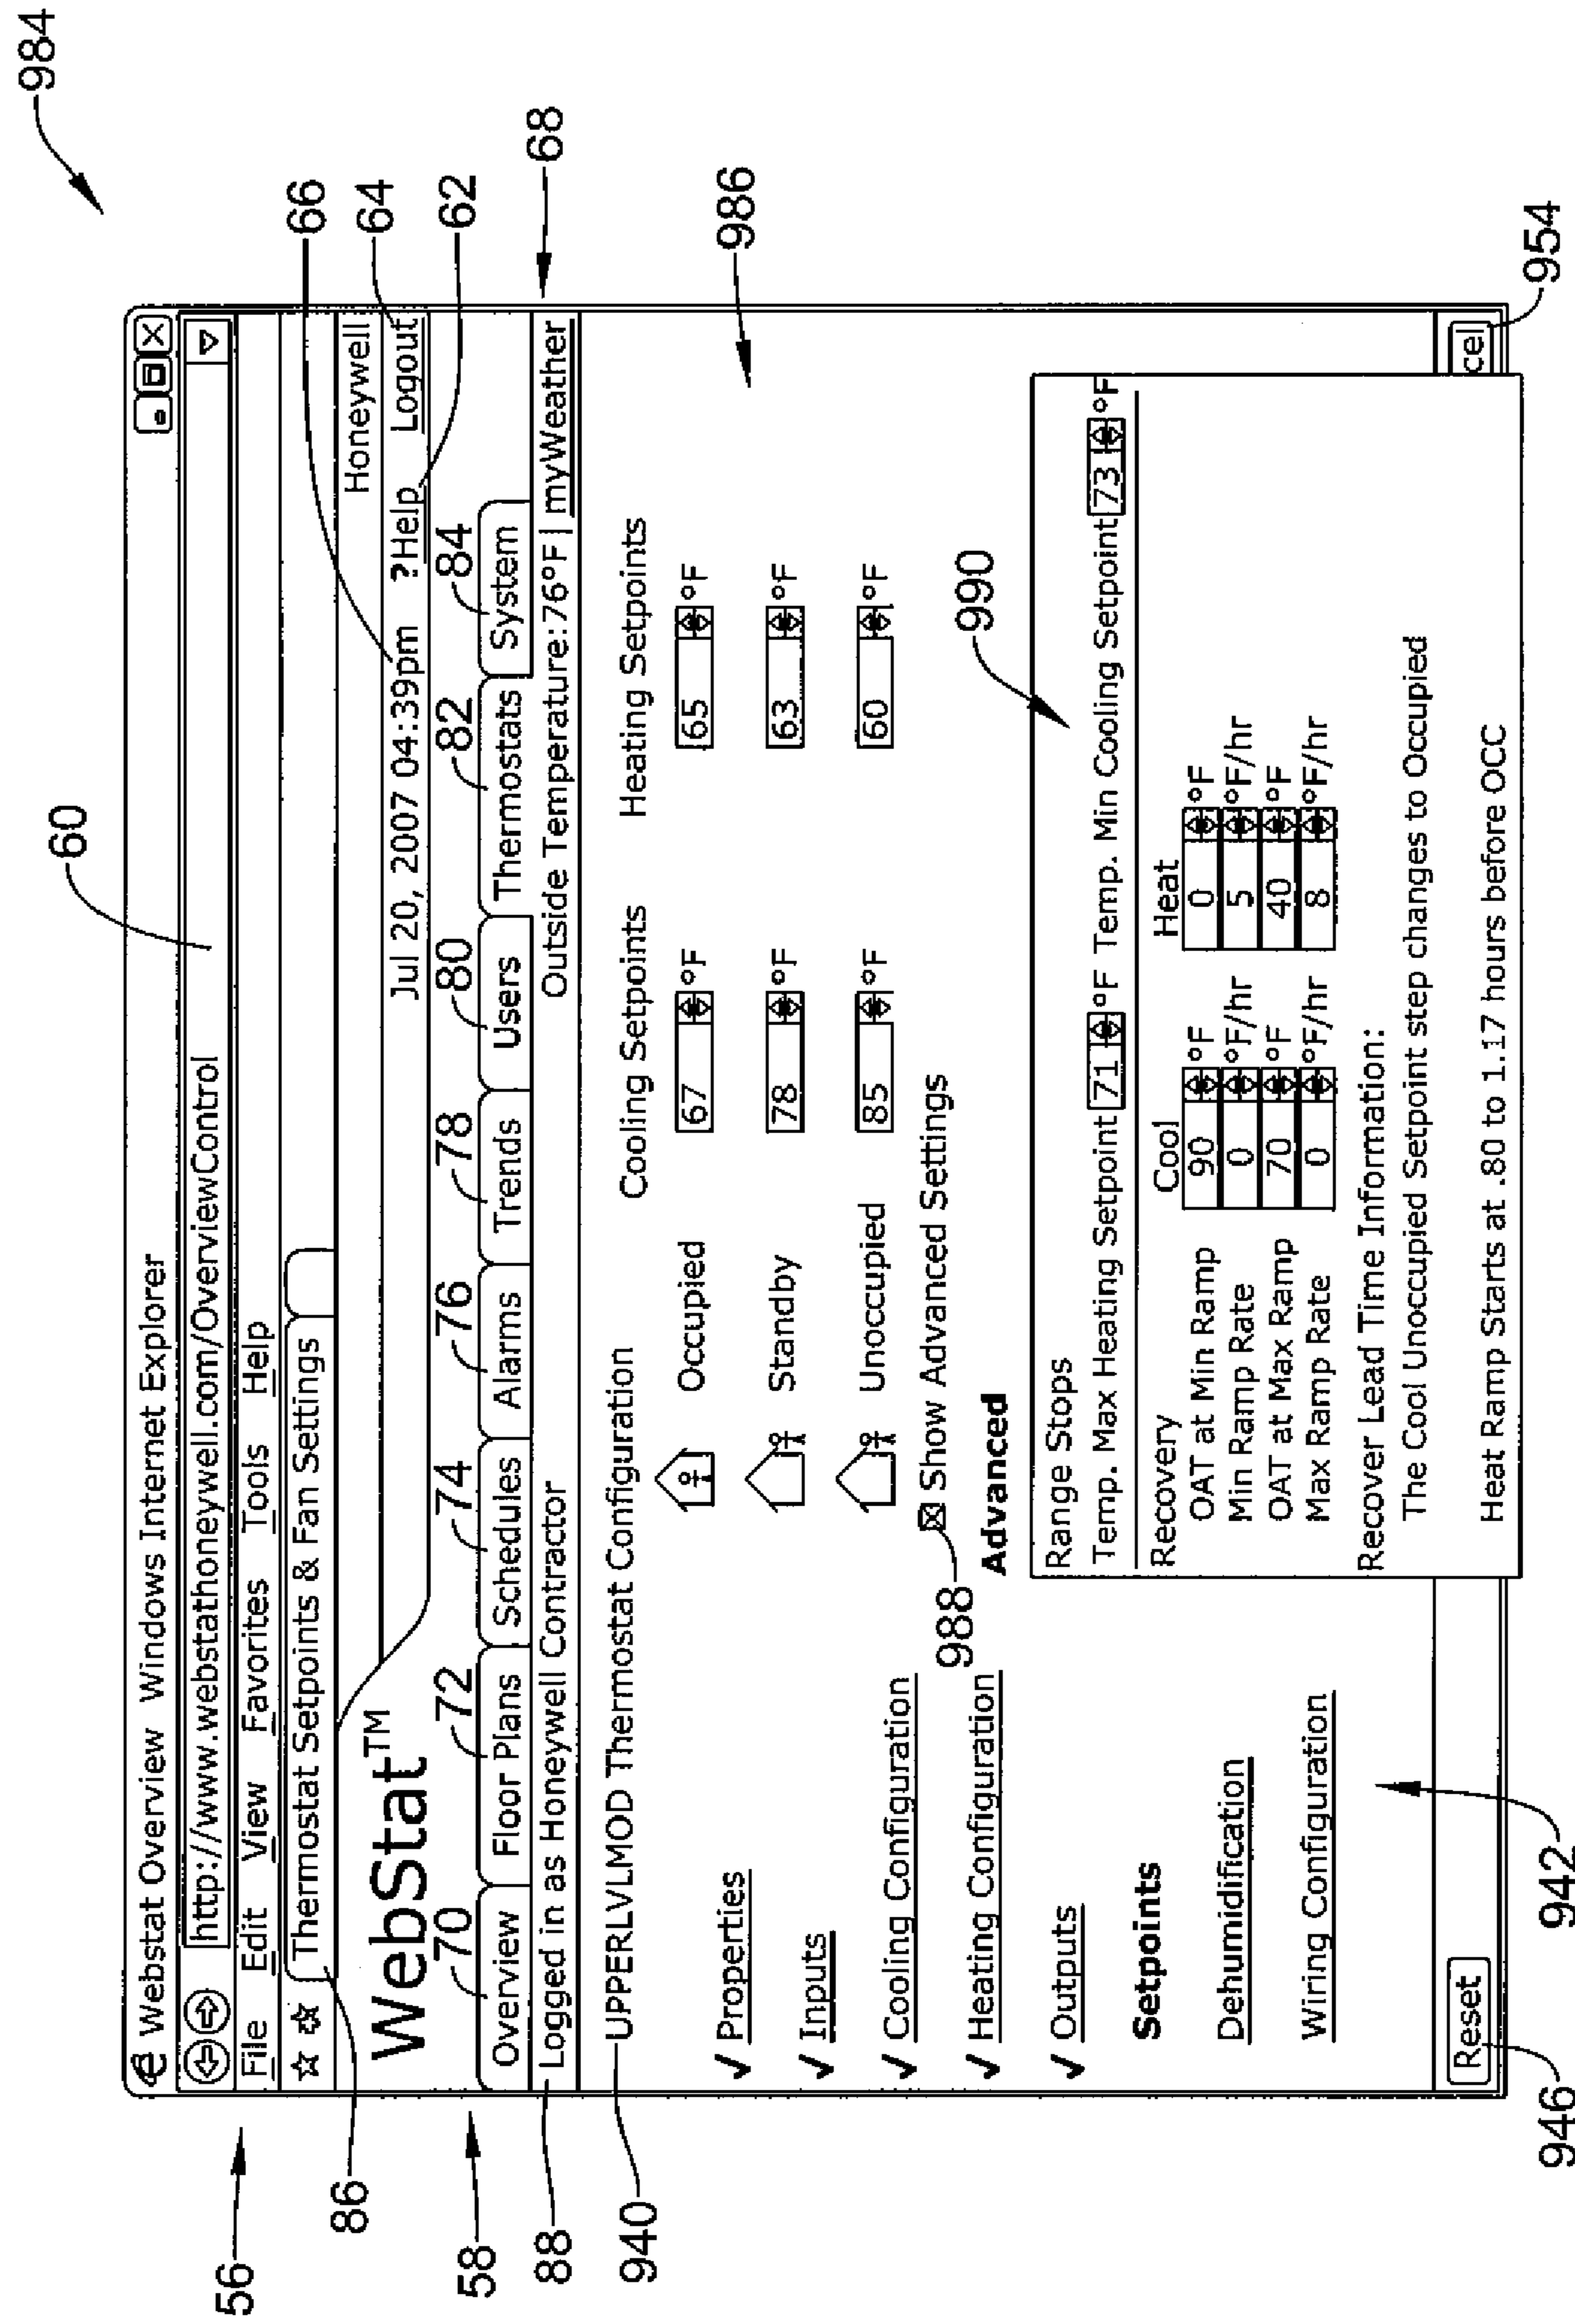 984
60
Webstat Overview Windows Internet Explorer
http://www.webstathoneywell.com/OverviewControl
56
File Edit View Favorites Tools Help
86
Thermostat Setpoints & Fan Settings
66
Honeywell
64
WebStat™
Jul 20, 2007 04:39pm ?Help Logout
62
58
70 72 74 76 78 80 82 84
Overview Floor Plans Schedules Alarms Trends Users Thermostats System
68
88
Logged in as Honeywell Contractor Outside Temperature:76°F | myWeather
940
UPPERLVLMOD Thermostat Configuration
Cooling Setpoints Heating Setpoints
Occupied 67 °F 65 °F
986
Standby 78 °F 63 °F
Unoccupied 85 °F 60 °F
988
Show Advanced Settings
Advanced
990
✓ Properties
✓ Inputs
✓ Cooling Configuration
✓ Heating Configuration
✓ Outputs
Setpoints
Dehumidification
Wiring Configuration
942
Range Stops
Temp. Max Heating Setpoint 71 °F Temp. Min Cooling Setpoint 73 °F
Recovery Cool Heat
OAT at Min Ramp 90 °F 0 °F
Min Ramp Rate 0 °F/hr 5 °F/hr
OAT at Max Ramp 70 °F 40 °F
Max Ramp Rate 0 °F/hr 8 °F/hr
Recover Lead Time Information:
The Cool Unoccupied Setpoint step changes to Occupied
Heat Ramp Starts at .80 to 1.17 hours before OCC
Reset
cel
946
954